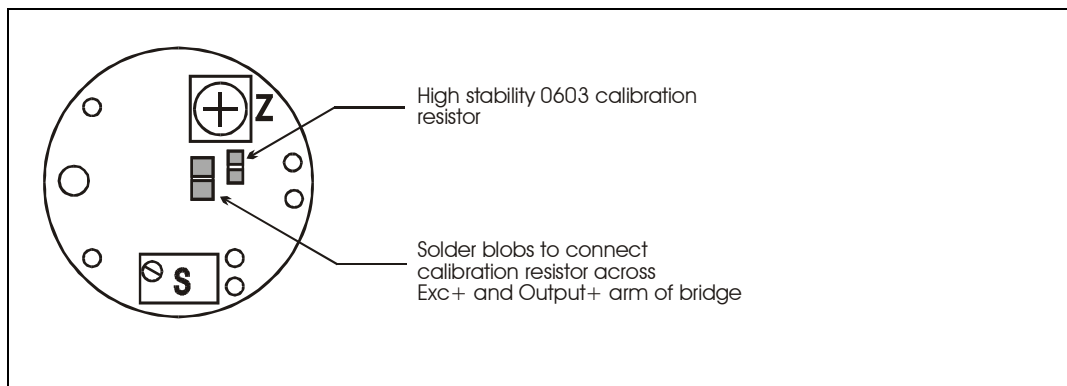 Z
High stability 0603 calibration
resistor
Solder blobs to connect
calibration resistor across
Exc+ and Output+ arm of bridge
S